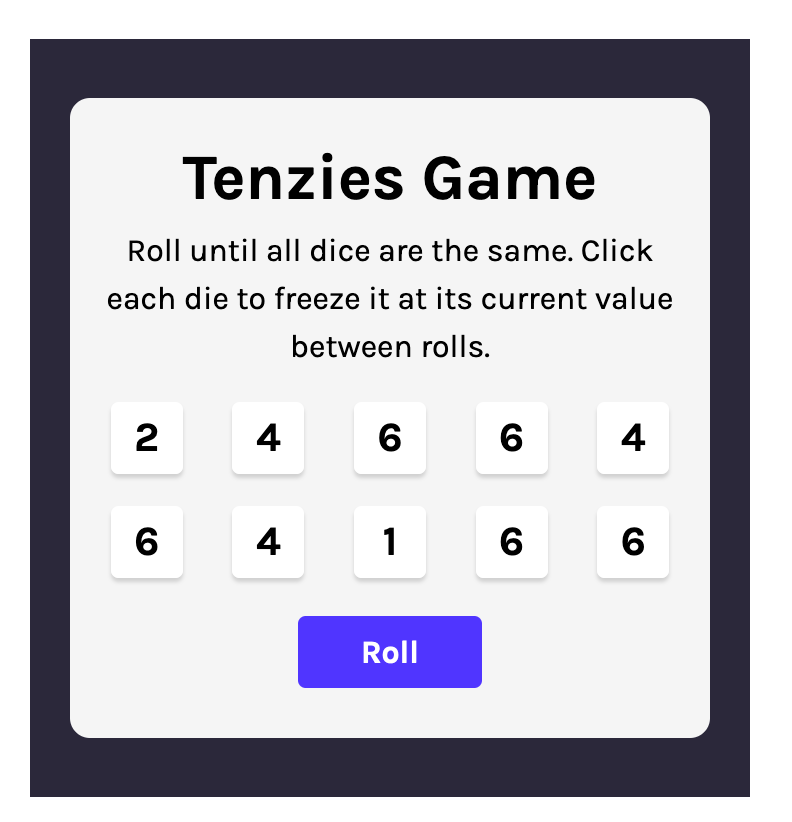 Tenzies Game
Roll until all dice are the same. Click
each die to freeze it at its current value
between rolls.
2 4 6 6 4
6 4 1 6 6
Roll